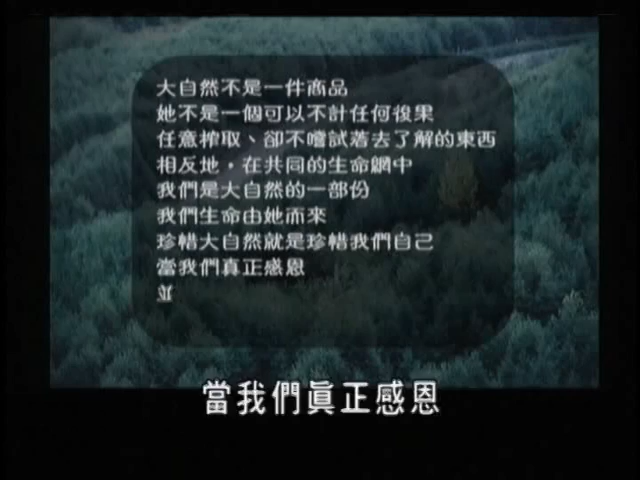 大自然不是一件商品
她不是一個可以不計任何後果
任意搾取、卻不嚐試著去了解的東西
相反地，在共同的生命網中
我們是大自然的一部份
我們生命由她而來
珍惜大自然就是珍惜我們自己
當我們真正感恩
並
當我們真正感恩